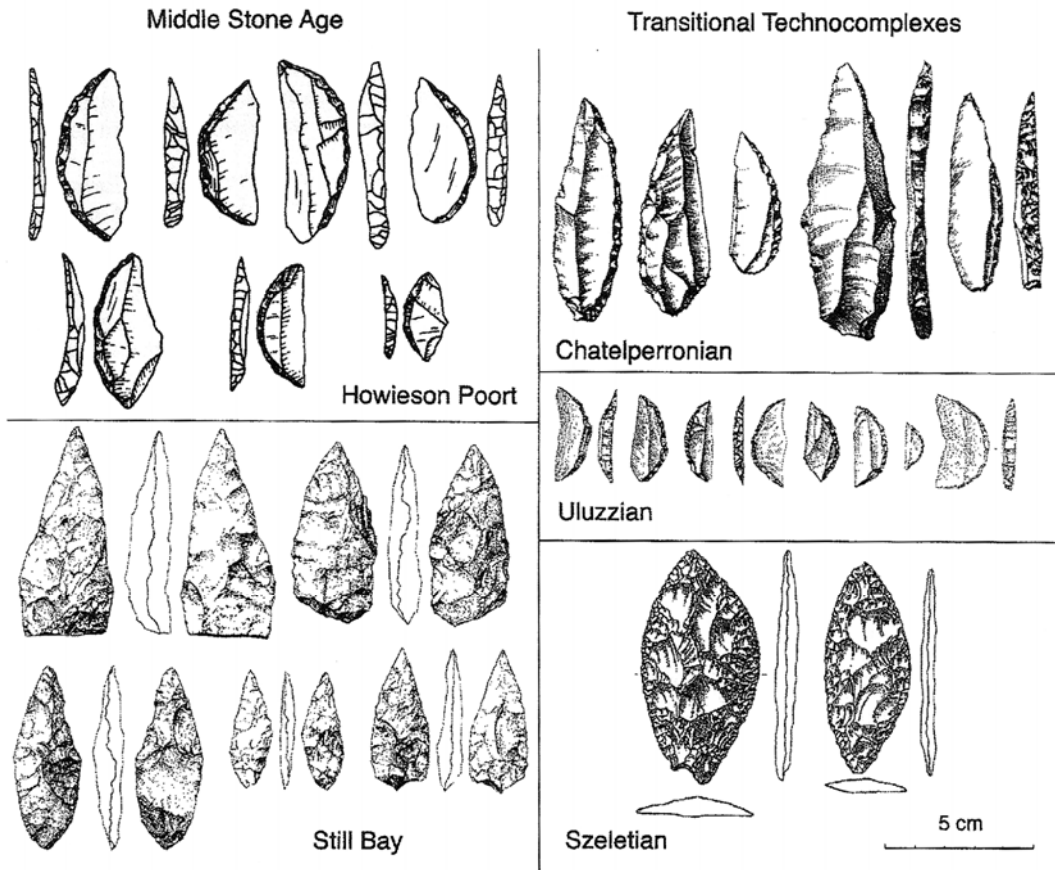 Middle Stone Age
Transitional Technocomplexes
Howieson Poort
Chatelperronian
Uluzzian
Still Bay
Szeletian
5 cm